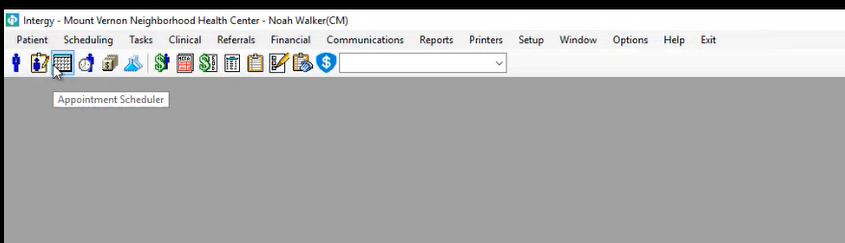 Intergy - Mount Vernon Neighborhood Health Center - Noah Walker(CM)
Patient Scheduling Tasks Clinical Referrals Financial Communications Reports Printers Setup Window Options Help Exit
Appointment Scheduler